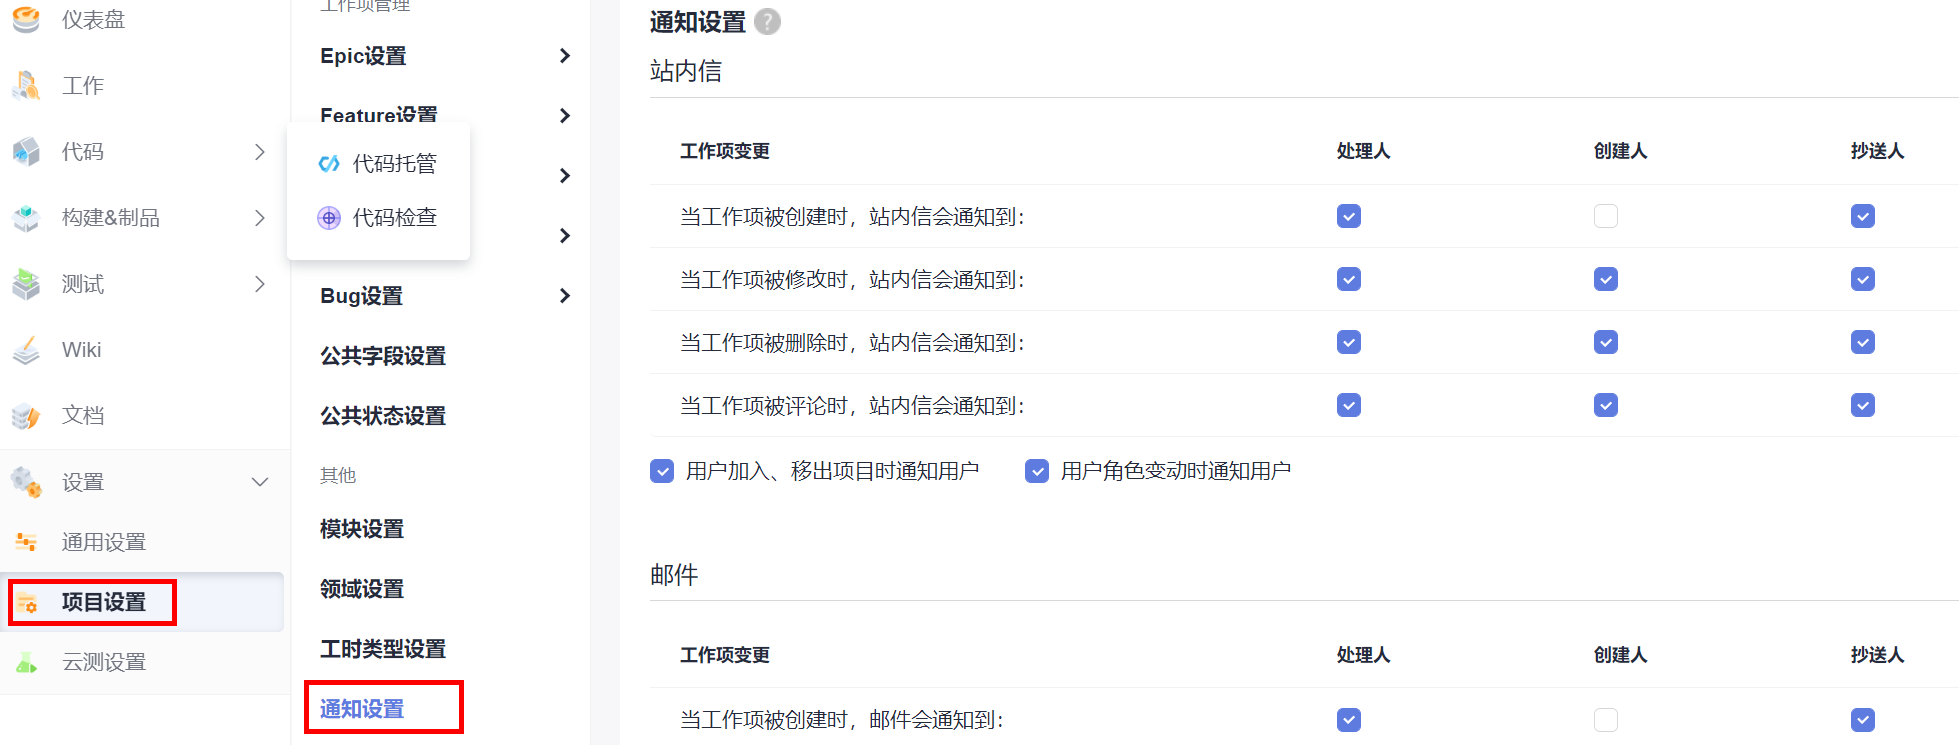 仪表盘
工作
代码
构建&制品
测试
Wiki
文档
设置
通用设置
项目设置
云测设置
工作项管理
Epic设置
Feature设置
代码托管
代码检查
Bug设置
公共字段设置
公共状态设置
其他
模块设置
领域设置
工时类型设置
通知设置
通知设置 ?
站内信
工作项变更 处理人 创建人 抄送人
当工作项被创建时，站内信会通知到：
当工作项被修改时，站内信会通知到：
当工作项被删除时，站内信会通知到：
当工作项被评论时，站内信会通知到：
用户加入、移出项目时通知用户 用户角色变动时通知用户
邮件
工作项变更 处理人 创建人 抄送人
当工作项被创建时，邮件会通知到：